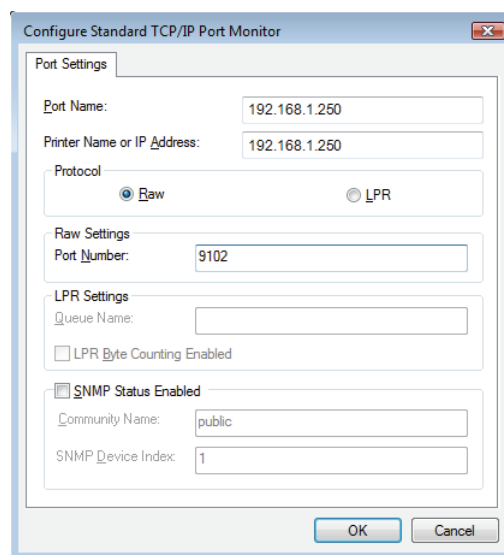 Configure Standard TCP/IP Port Monitor
Port Settings
Port Name: 192.168.1.250
Printer Name or IP Address: 192.168.1.250
Protocol
Raw LPR
Raw Settings
Port Number: 9102
LPR Settings
Queue Name:
LPR Byte Counting Enabled
SNMP Status Enabled
Community Name: public
SNMP Device Index: 1
OK Cancel